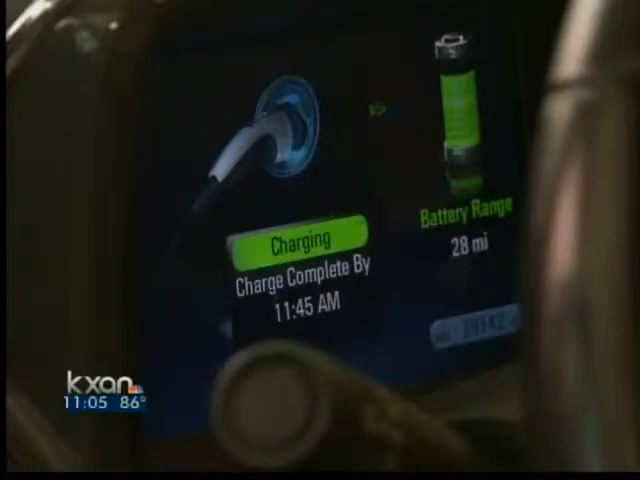 Charging
Charge Complete By
11:45 AM
Battery Range
28 mi
kxan
11:05 86°